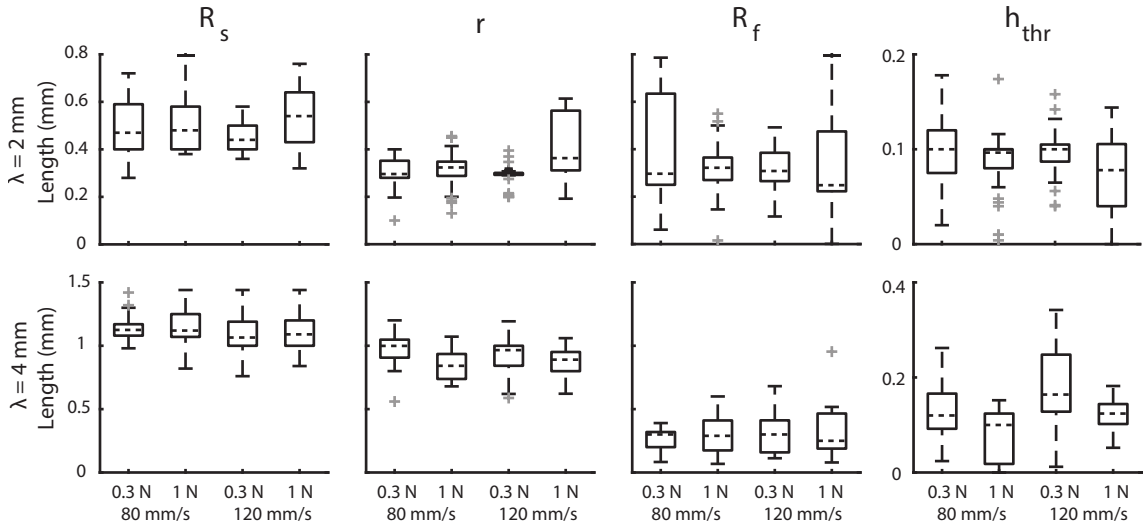 R_s r R_f h_thr
λ = 2 mm
Length (mm)
0.8
0.6
0.4
0.2
0
0.2
0.1
0
λ = 4 mm
Length (mm)
1.5
1
0.5
0
0.4
0.2
0
0.3 N 1 N 0.3 N 1 N 0.3 N 1 N 0.3 N 1 N 0.3 N 1 N 0.3 N 1 N 0.3 N 1 N 0.3 N 1 N
80 mm/s 120 mm/s 80 mm/s 120 mm/s 80 mm/s 120 mm/s 80 mm/s 120 mm/s